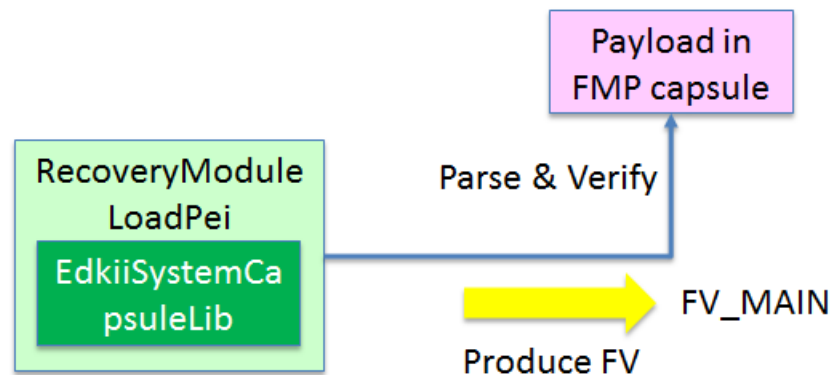 Payload in
FMP capsule
RecoveryModule
LoadPei
Parse & Verify
EdkiiSystemCa
psuleLib
FV_MAIN
Produce FV